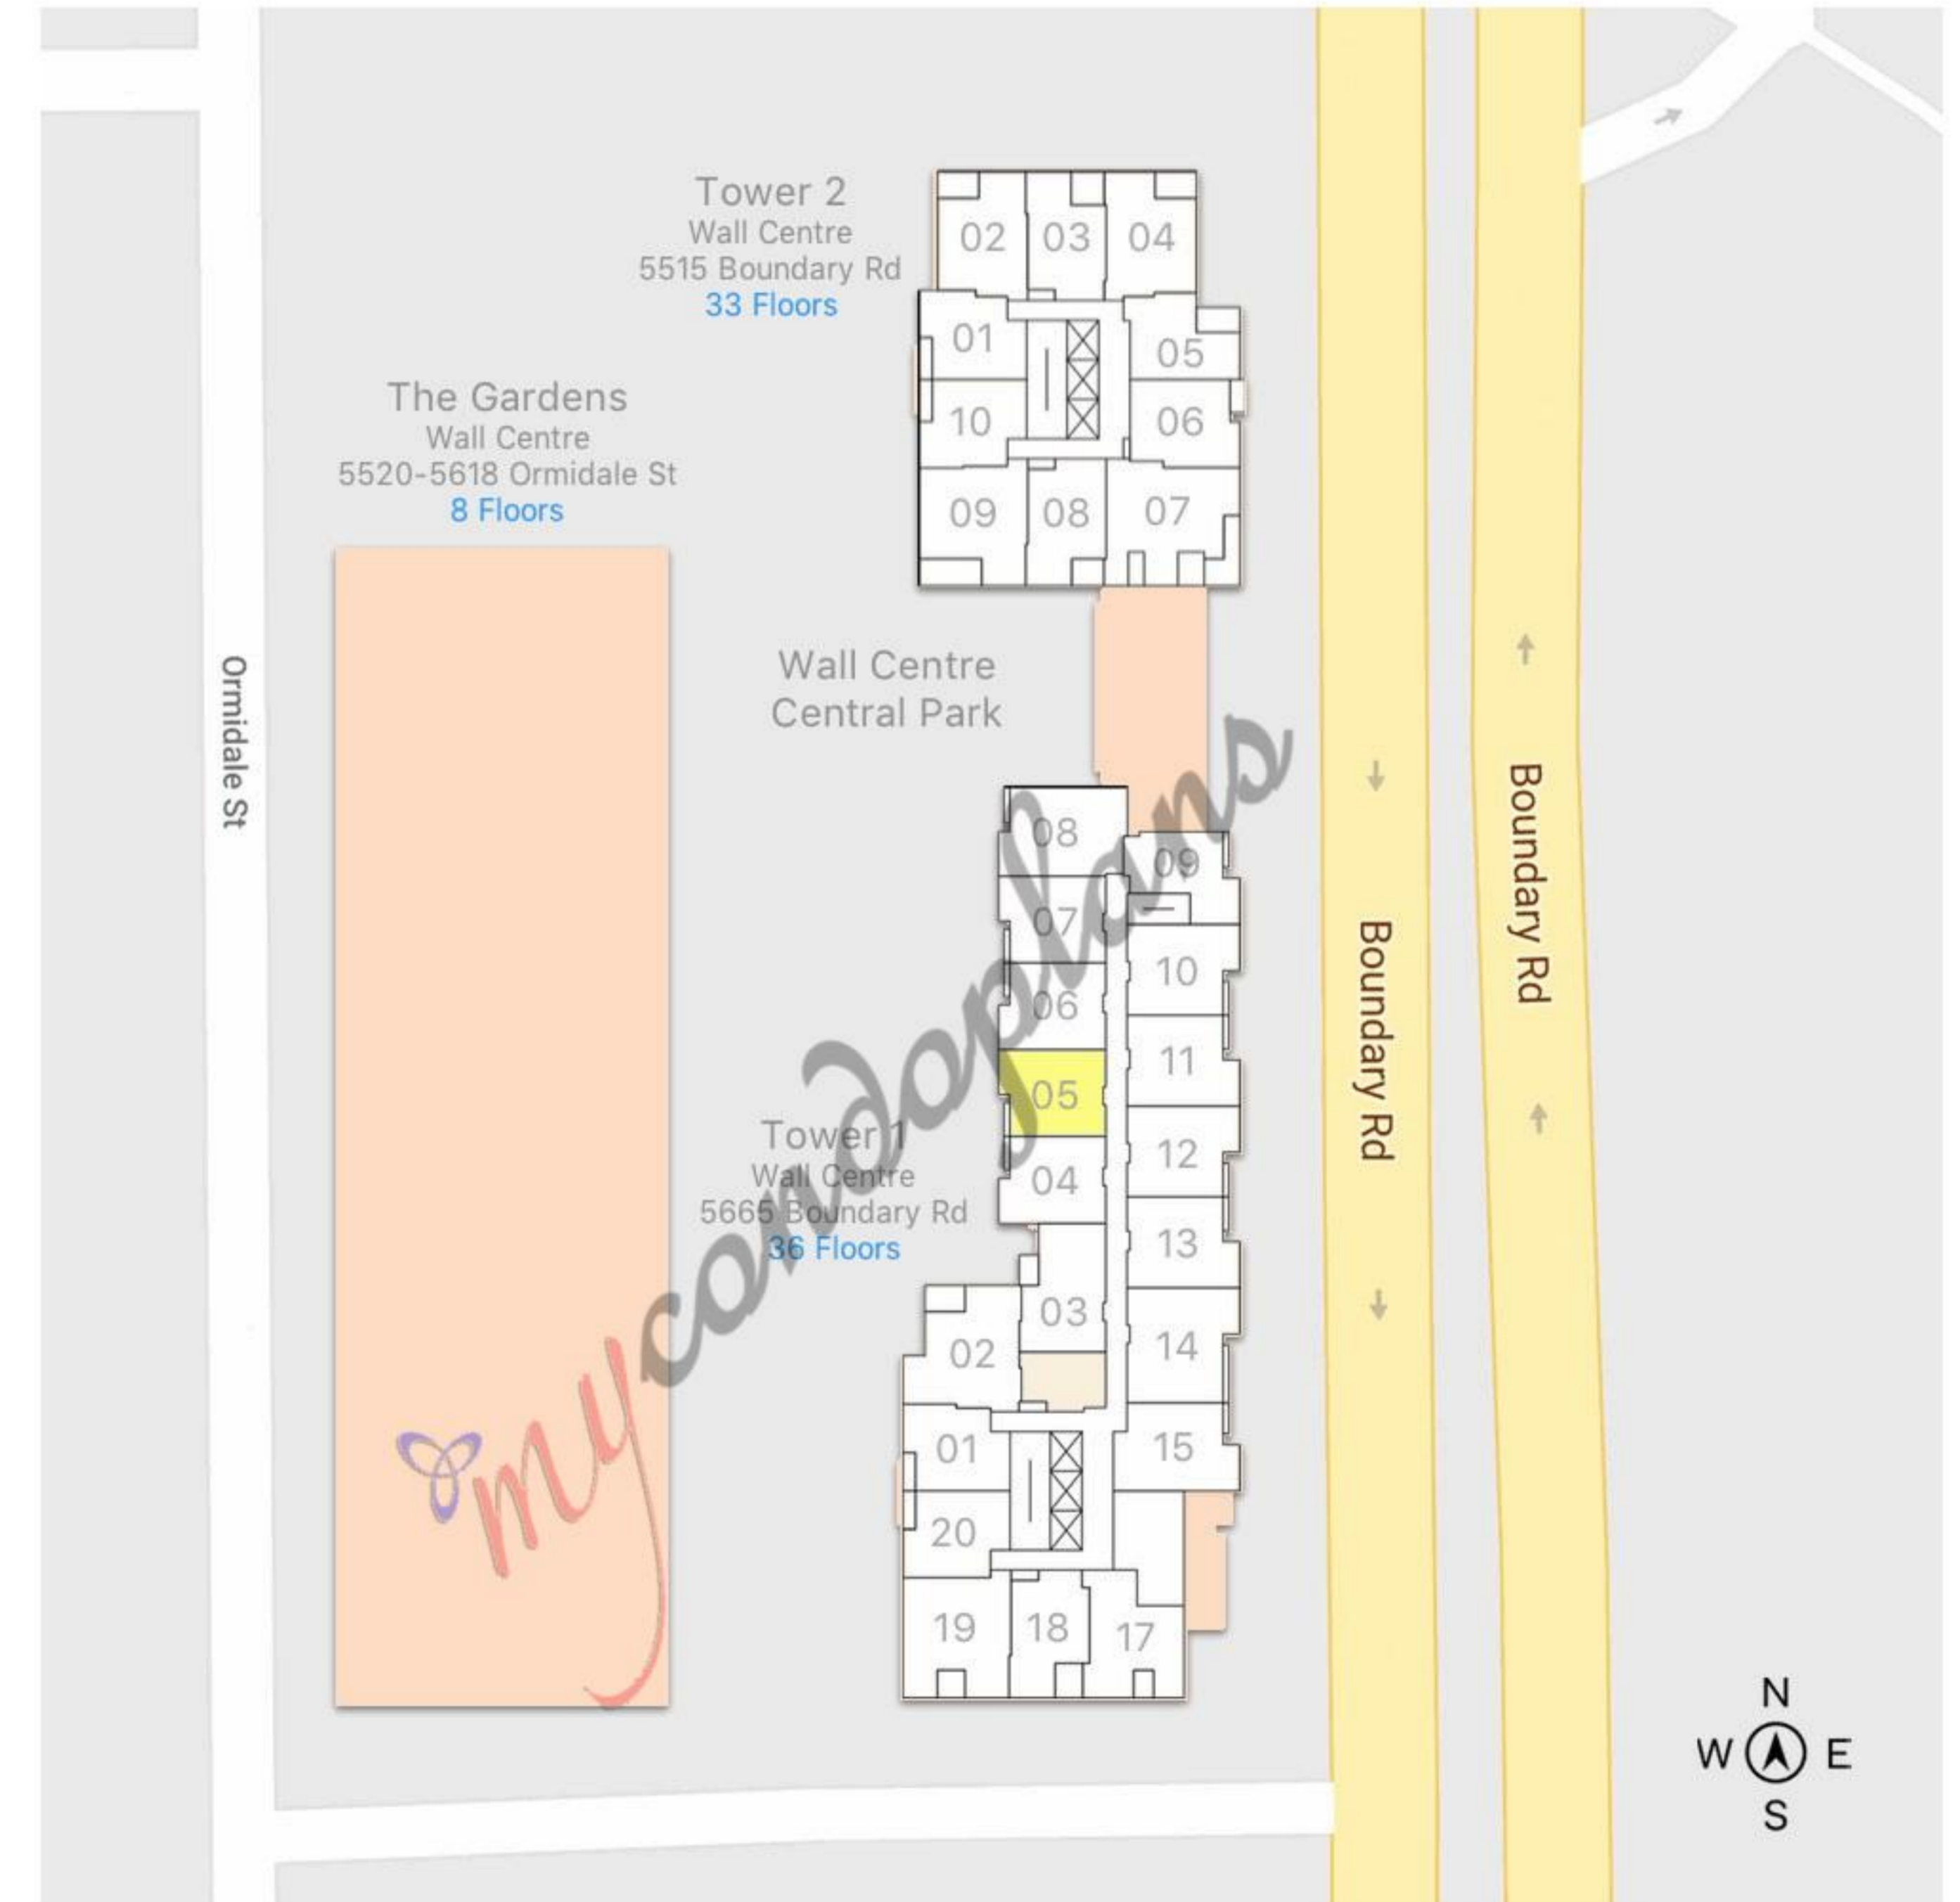 Tower 2
Wall Centre
5515 Boundary Rd
33 Floors
02 03 04
01
05
10
06
09 08 07
The Gardens
Wall Centre
5520-5618 Ormidale St
8 Floors
Ormidale St
Wall Centre
Central Park
Boundary Rd
Boundary Rd
08
09
07
10
06
11
05
12
04
13
03
14
02
01
15
20
19 18 17
Tower 1
Wall Centre
5665 Boundary Rd
36 Floors
mycondoplans
N
W E
S